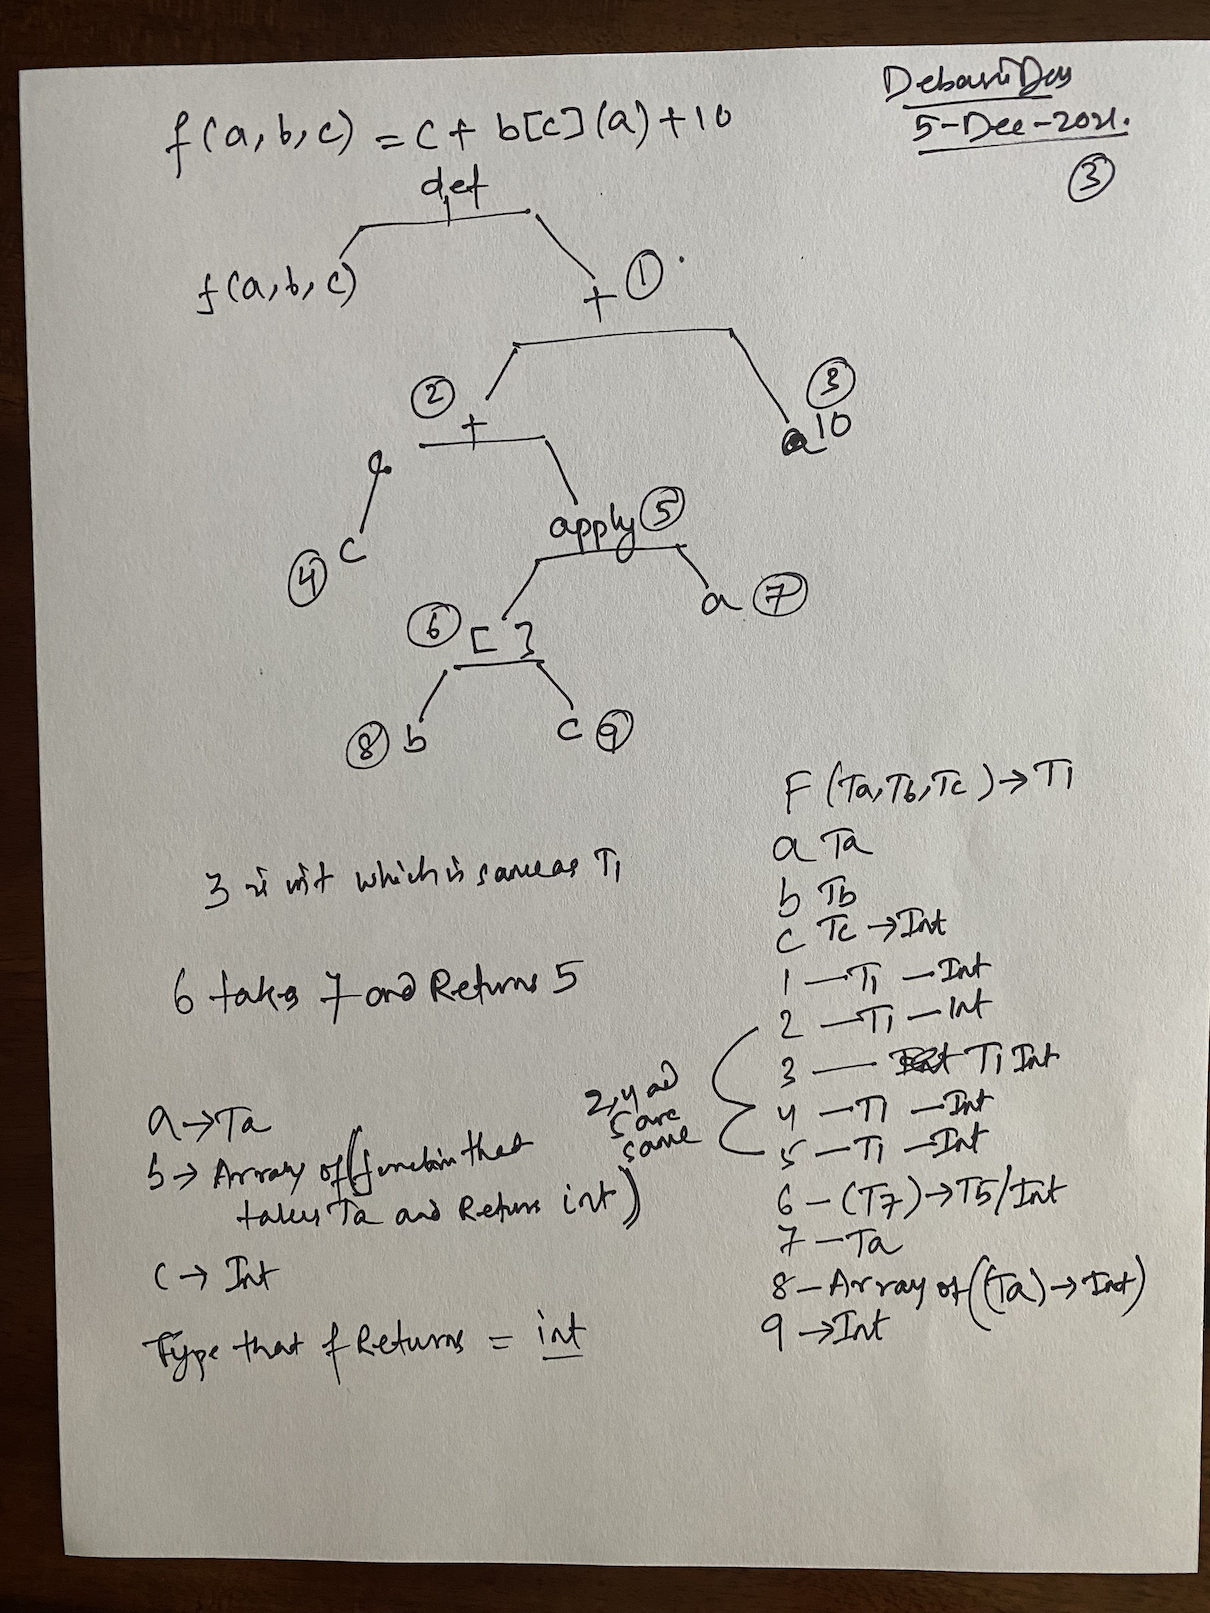 Debasri Das
5-Dec-2021.
3
f(a,b,c) = c + b[c](a)+10
def
f(a,b,c)
+ 1
2 +
3
a 10
4 c
apply 5
6 [ ]
a 7
8 b
c 9
F (Ta,Tb,Tc) → T1
a Ta
b Tb
c Tc → Int
1 — T1 — Int
2 — T1 — Int
3 — T1 Int
4 — T1 — Int
5 — T1 — Int
6 – (T7) → T5/Int
7 – Ta
8 – Array of ((Ta) → Int)
9 → Int
2,4 ad
5 are
same
3 is int which is same as T1
6 takes 7 and Returns 5
a → Ta
b → Array of (function that
takes Ta and Return int)
c → Int
Type that f Returns = int